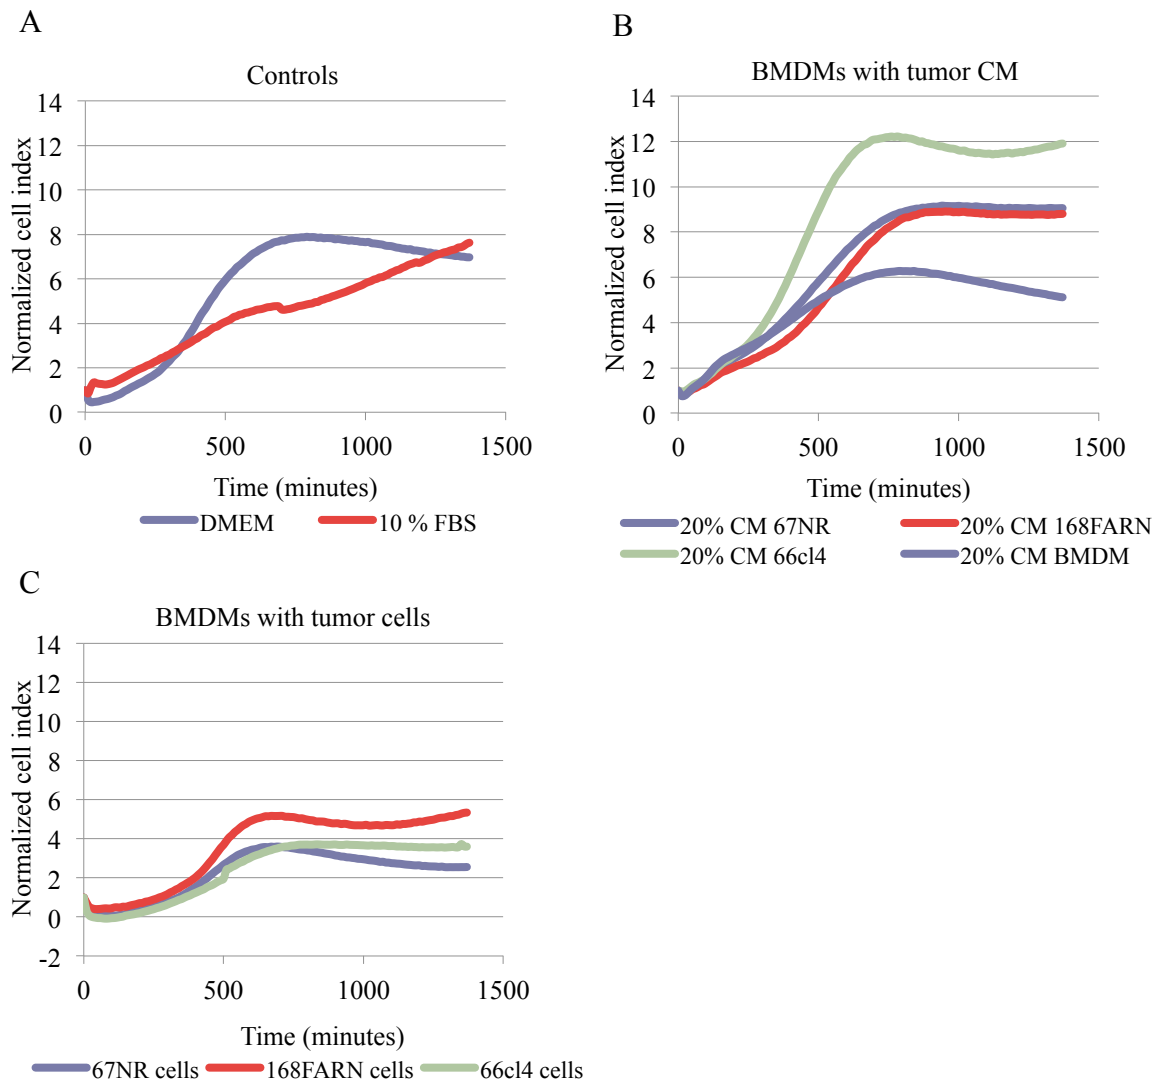 A
Controls
Normalized cell index
14
12
10
8
6
4
2
0
0 500 1000 1500
Time (minutes)
DMEM 10 % FBS
B
BMDMs with tumor CM
Normalized cell index
14
12
10
8
6
4
2
0
0 500 1000 1500
Time (minutes)
20% CM 67NR 20% CM 168FARN
20% CM 66cl4 20% CM BMDM
C
BMDMs with tumor cells
Normalized cell index
14
12
10
8
6
4
2
0
-2
0 500 1000 1500
Time (minutes)
67NR cells 168FARN cells 66cl4 cells